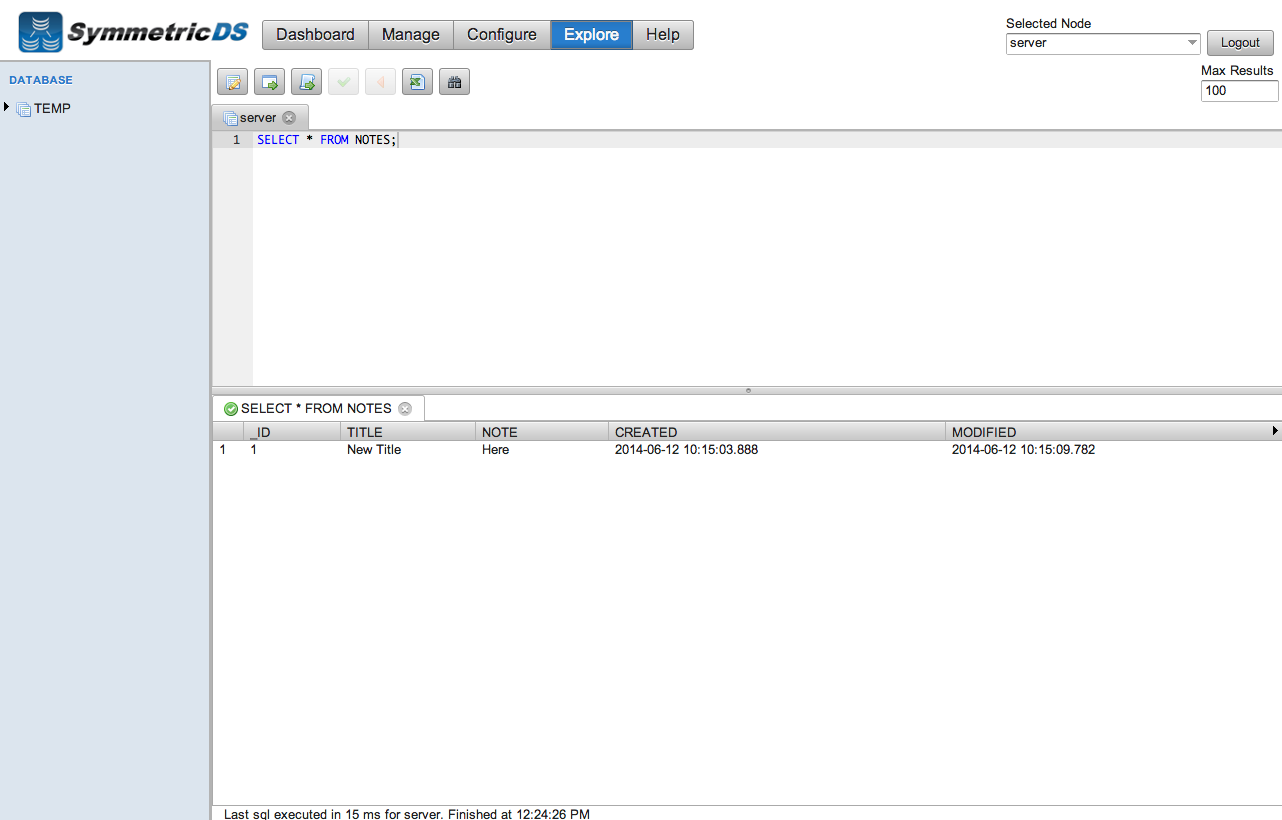 SymmetricDS
Dashboard Manage Configure Explore Help
Selected Node
server
Logout
Max Results
100
DATABASE
TEMP
server
1 SELECT * FROM NOTES;
SELECT * FROM NOTES
_ID TITLE NOTE CREATED MODIFIED
1 1 New Title Here 2014-06-12 10:15:03.888 2014-06-12 10:15:09.782
Last sql executed in 15 ms for server. Finished at 12:24:26 PM